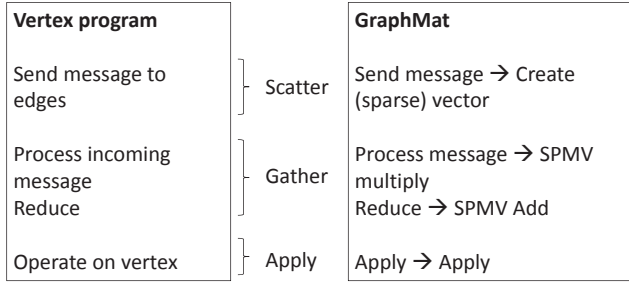 Vertex program
Send message to
edges
Process incoming
message
Reduce
Operate on vertex
Scatter
Gather
Apply
GraphMat
Send message → Create
(sparse) vector
Process message → SPMV
multiply
Reduce → SPMV Add
Apply → Apply